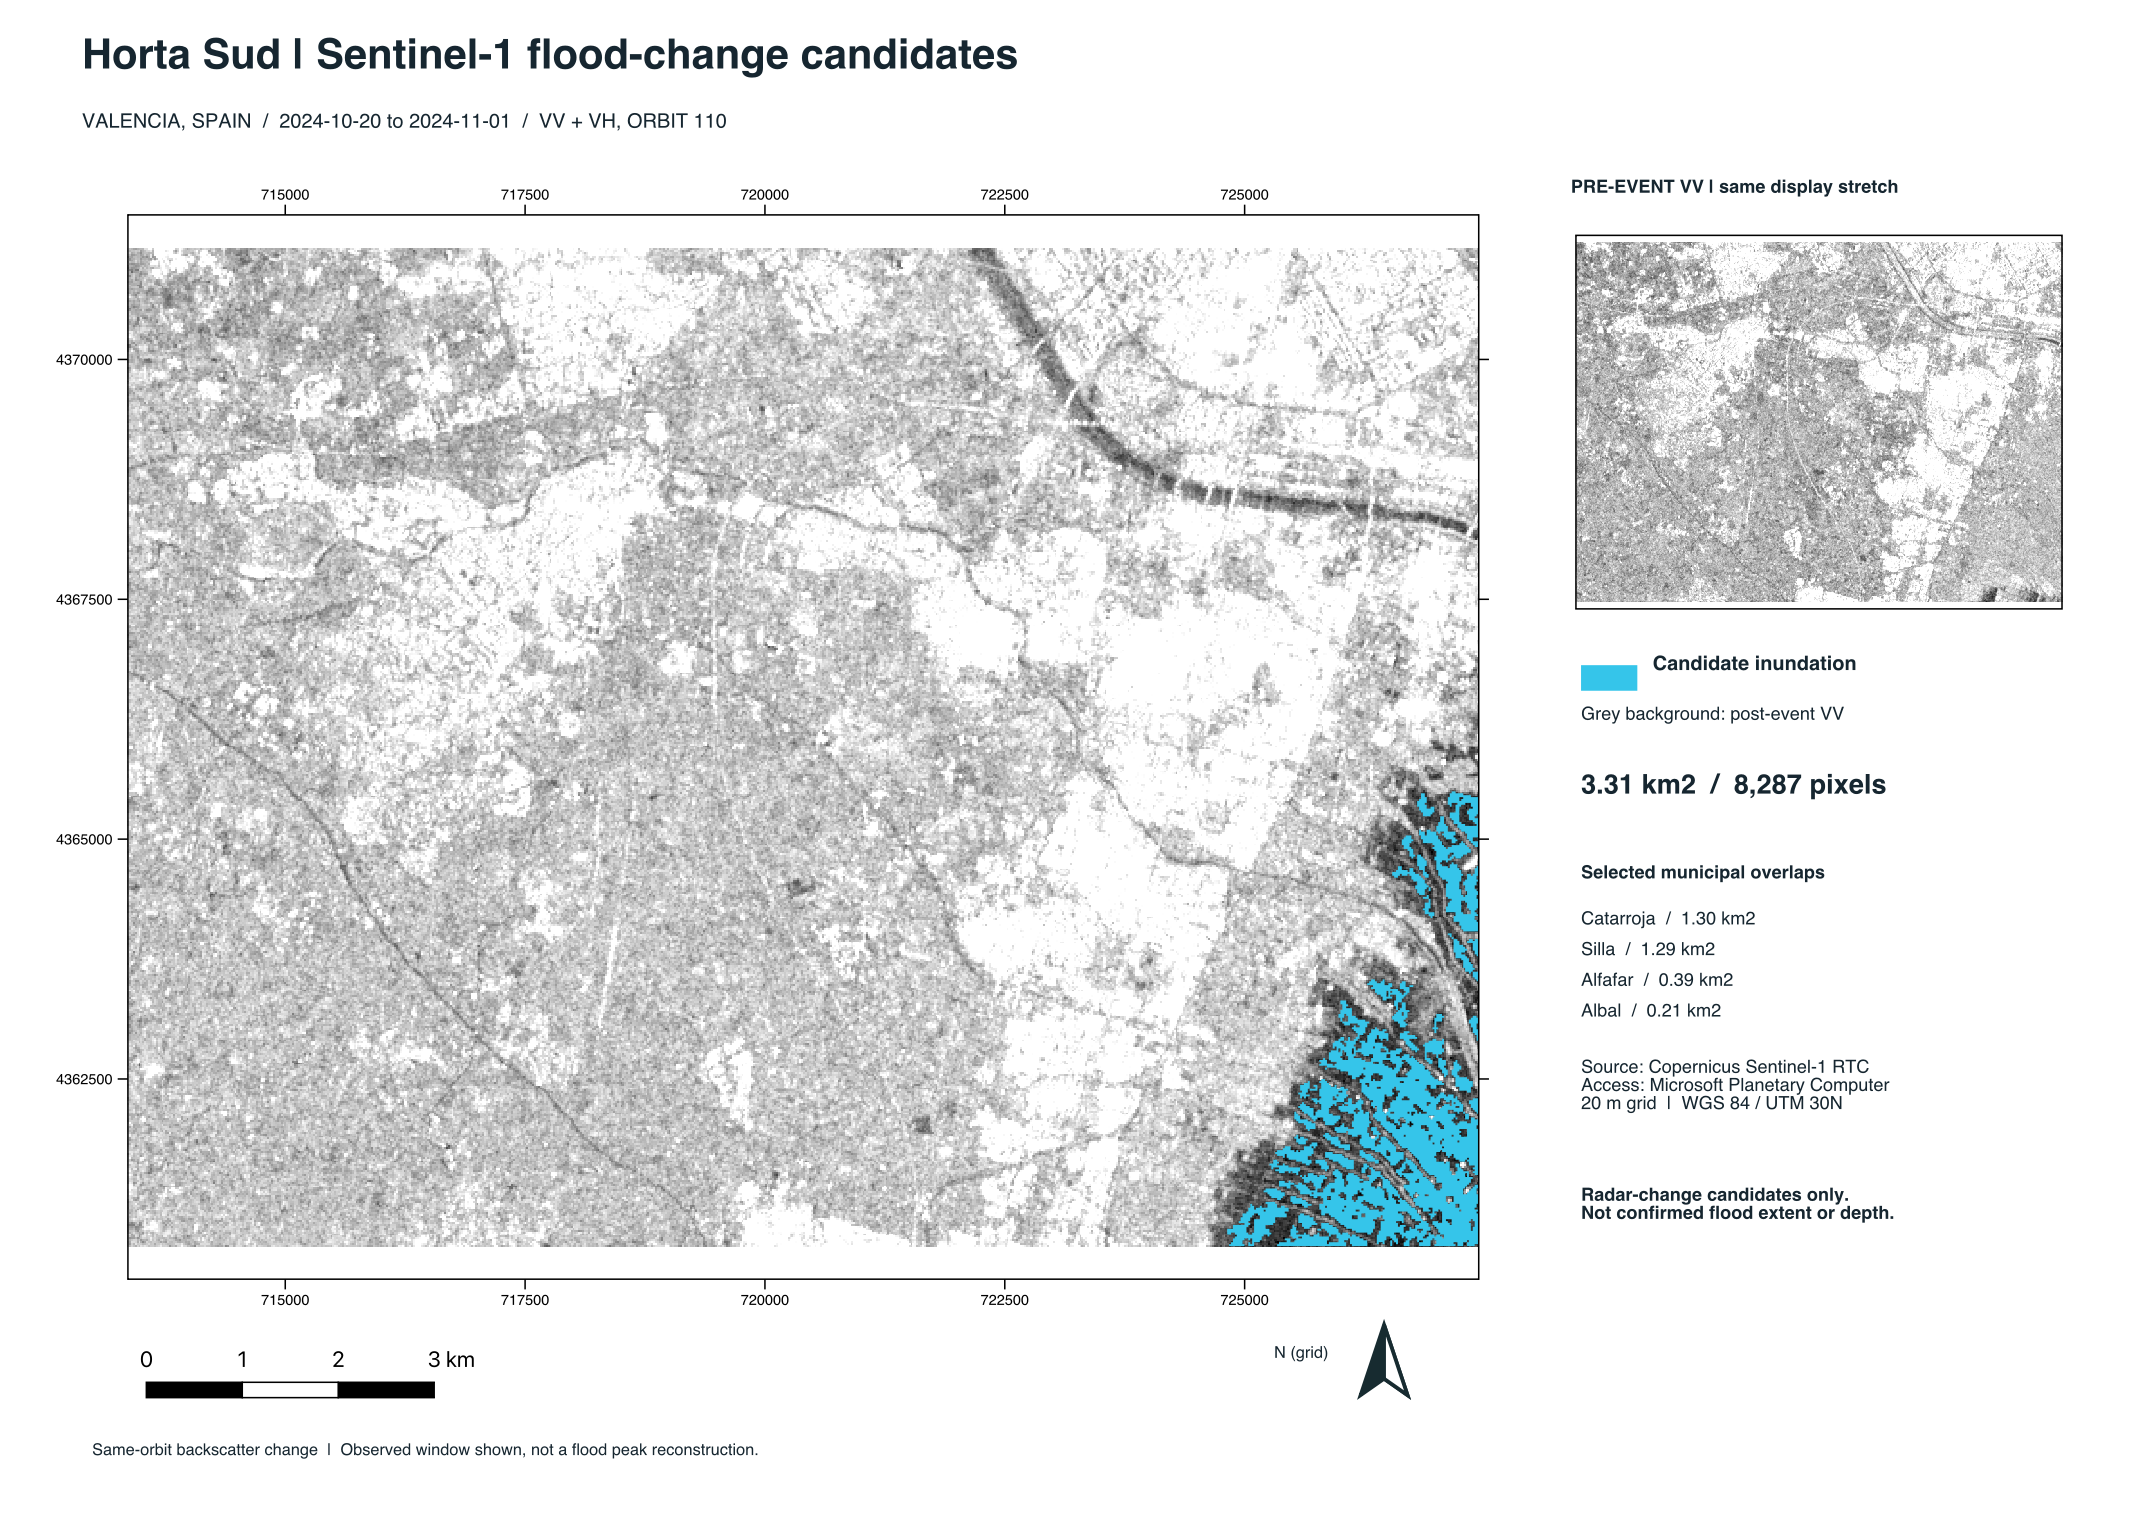 Horta Sud | Sentinel-1 flood-change candidates
VALENCIA, SPAIN / 2024-10-20 to 2024-11-01 / VV + VH, ORBIT 110
715000 717500 720000 722500 725000
4370000
4367500
4365000
4362500
715000 717500 720000 722500 725000
0 1 2 3 km
N (grid)
Same-orbit backscatter change | Observed window shown, not a flood peak reconstruction.
PRE-EVENT VV | same display stretch
Candidate inundation
Grey background: post-event VV
3.31 km2 / 8,287 pixels
Selected municipal overlaps
Catarroja / 1.30 km2
Silla / 1.29 km2
Alfafar / 0.39 km2
Albal / 0.21 km2
Source: Copernicus Sentinel-1 RTC
Access: Microsoft Planetary Computer
20 m grid | WGS 84 / UTM 30N
Radar-change candidates only.
Not confirmed flood extent or depth.